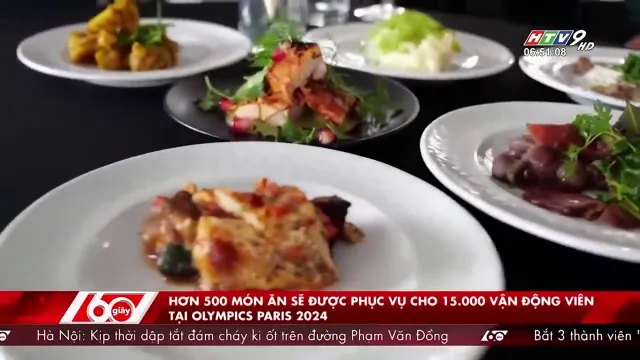 HTV9 HD
06:51:08
60 giây
HƠN 500 MÓN ĂN SẼ ĐƯỢC PHỤC VỤ CHO 15.000 VẬN ĐỘNG VIÊN
TẠI OLYMPICS PARIS 2024
Hà Nội: Kịp thời dập tắt đám cháy ki ốt trên đường Phạm Văn Đồng
60
Bắt 3 thành viên